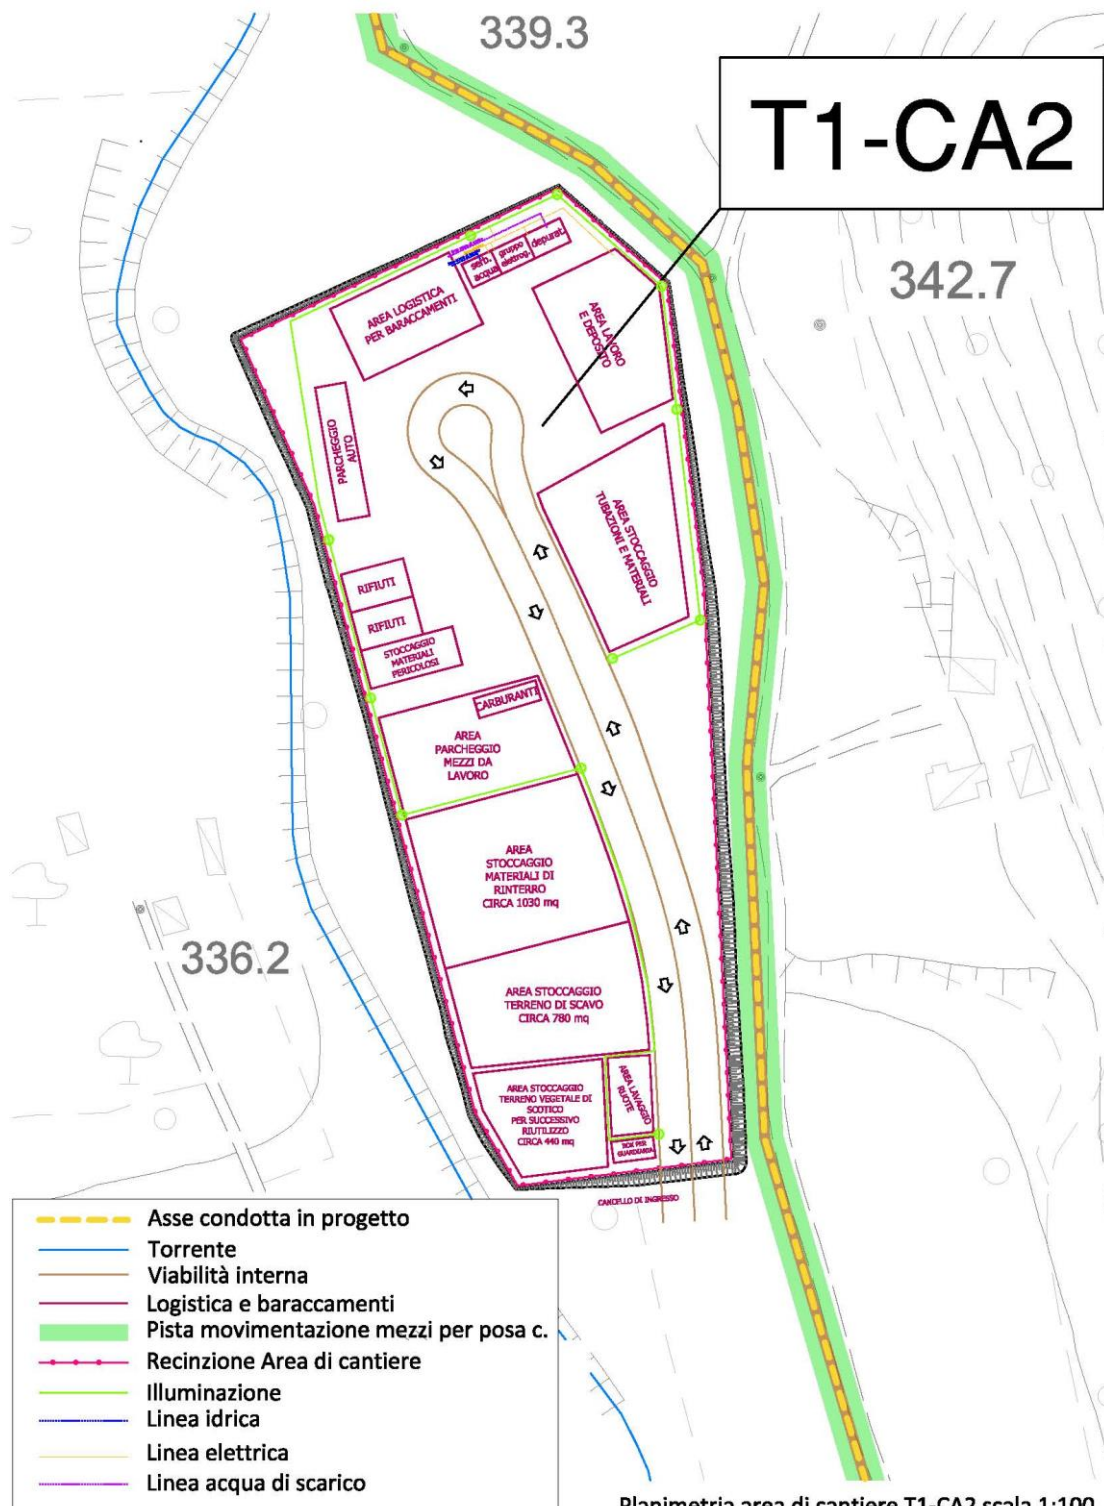 339.3
T1-CA2
342.7
serb.
acqua
gruppo
elettrog.
depurat.
AREA LOGISTICA
PER BARACCAMENTI
AREA LAVORO
E DEPOSITO
PARCHEGGIO
AUTO
AREA STOCCAGGIO
TUBAZIONI E MATERIALI
RIFIUTI
RIFIUTI
STOCCAGGIO
MATERIALI
PERICOLOSI
CARBURANTI
AREA
PARCHEGGIO
MEZZI DA
LAVORO
AREA
STOCCAGGIO
MATERIALI DI
RINTERRO
CIRCA 1030 mq
336.2
AREA STOCCAGGIO
TERRENO DI SCAVO
CIRCA 780 mq
AREA STOCCAGGIO
TERRENO VEGETALE DI
SCOTICO
PER SUCCESSIVO
RIUTILIZZO
CIRCA 440 mq
AREA LAVAGGIO
RUOTE
BOX PER
GUARDIANIA
CANCELLO DI INGRESSO
Asse condotta in progetto
Torrente
Viabilità interna
Logistica e baraccamenti
Pista movimentazione mezzi per posa c.
Recinzione Area di cantiere
Illuminazione
Linea idrica
Linea elettrica
Linea acqua di scarico
Planimetria area di cantiere T1-CA2 scala 1:100